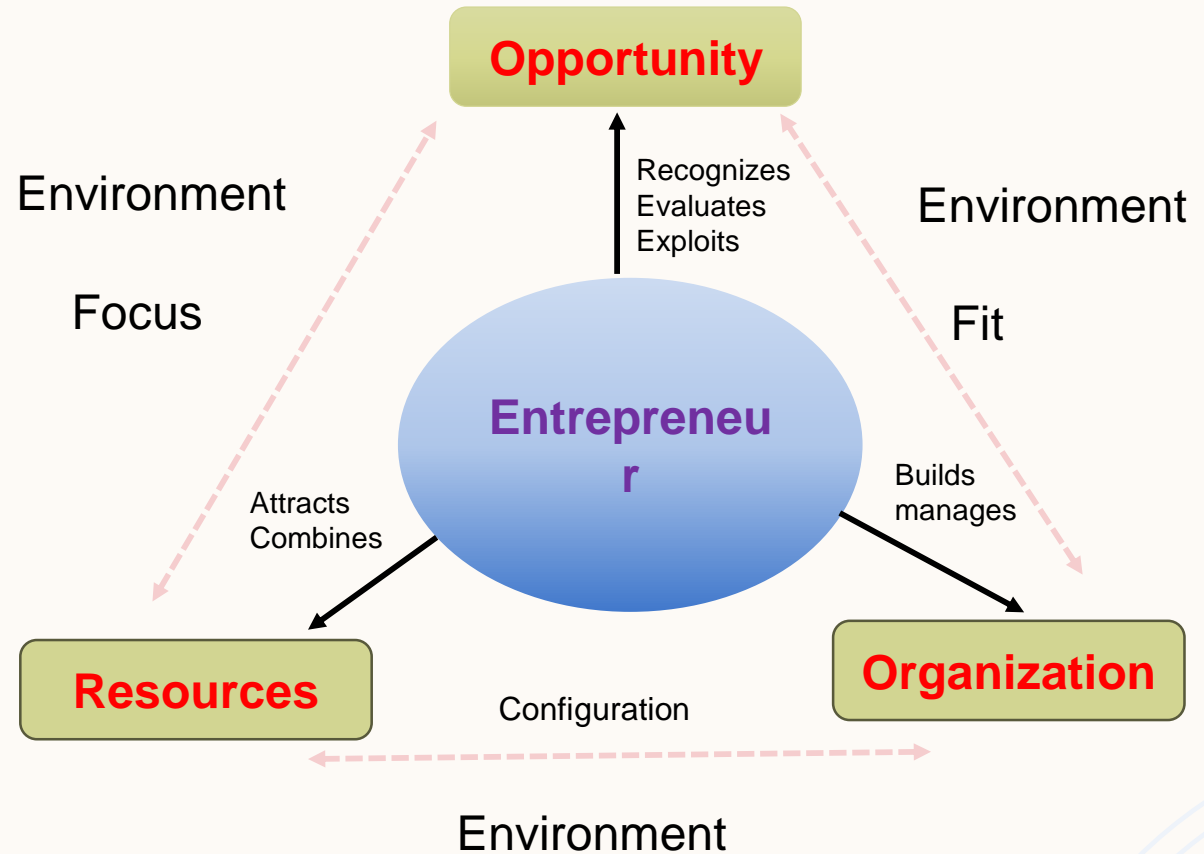 Opportunity
Recognizes
Evaluates
Exploits
Environment
Environment
Focus
Fit
Entrepreneu
r
Attracts
Combines
Builds
manages
Resources
Organization
Configuration
Environment